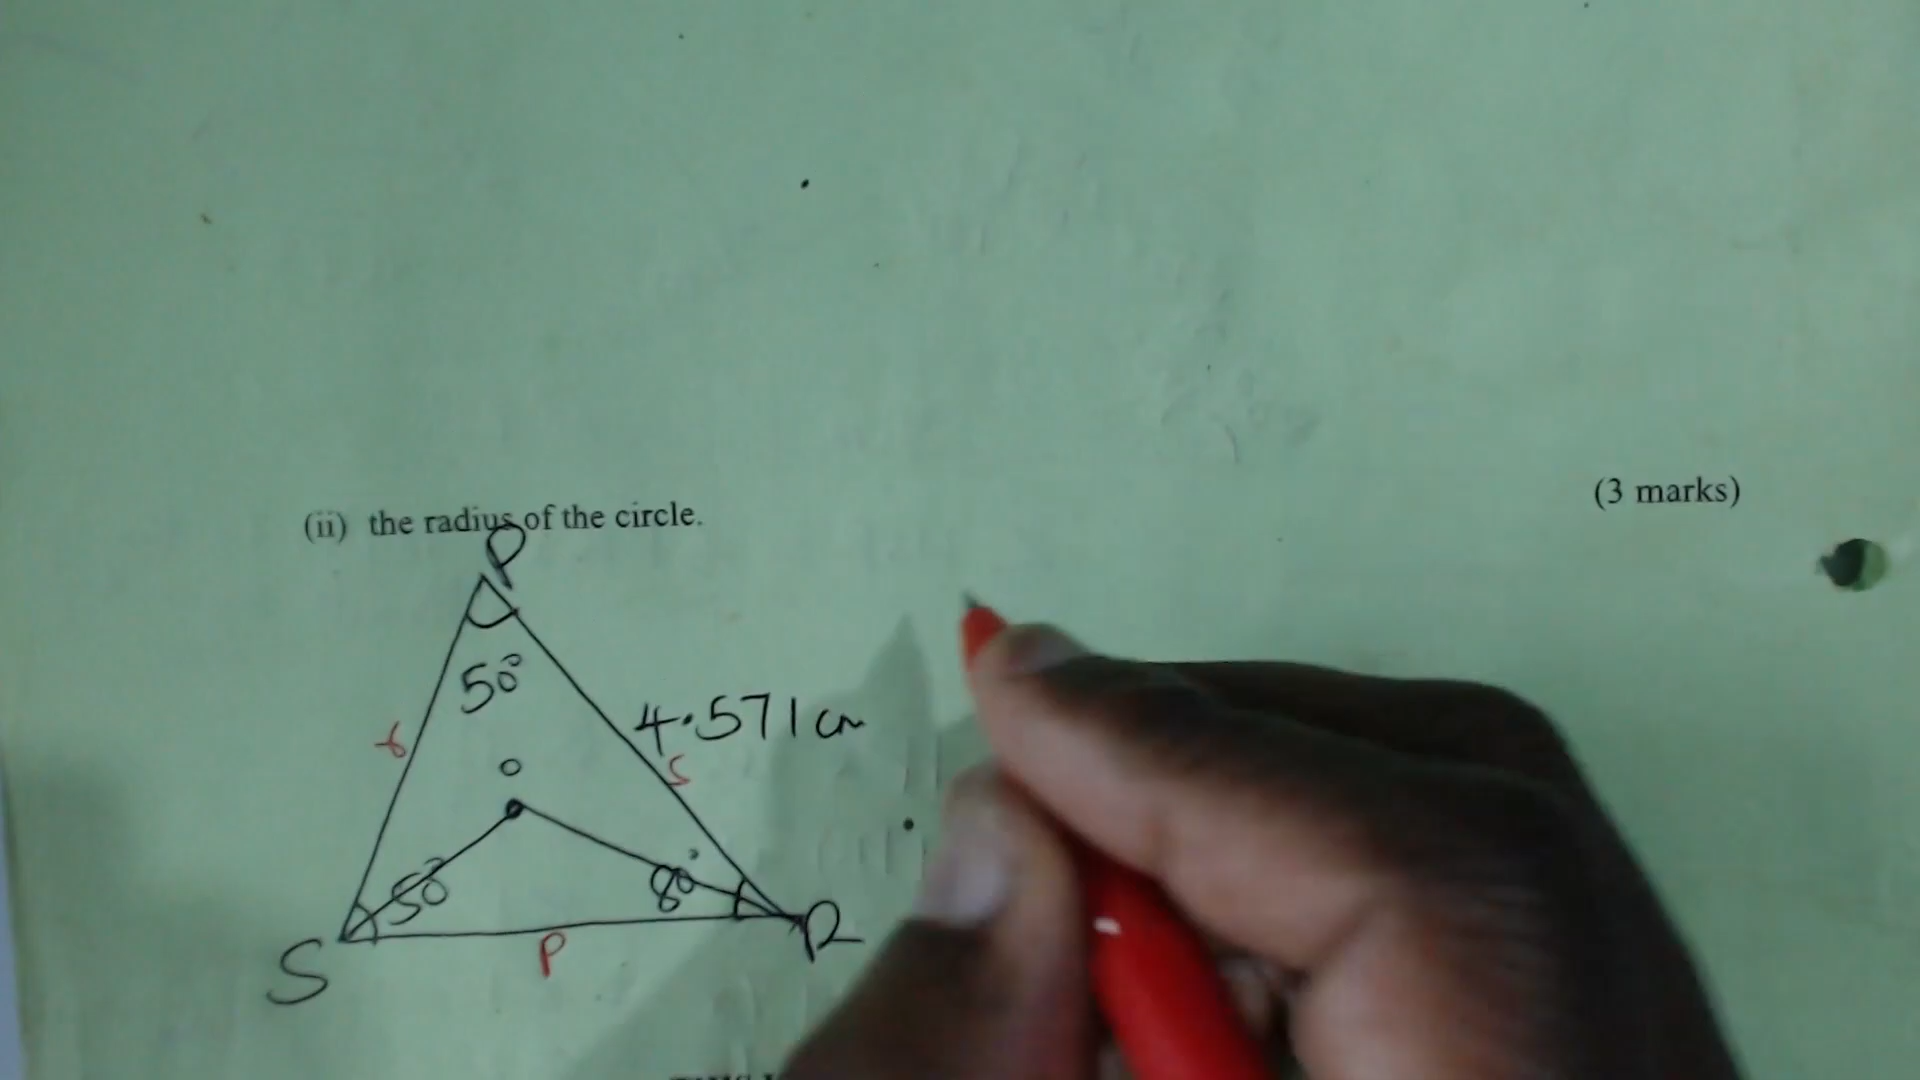 (3 marks)
(ii) the radius of the circle.
P
50°
4.571 cm
r
s
o
50°
80°
S
p
R